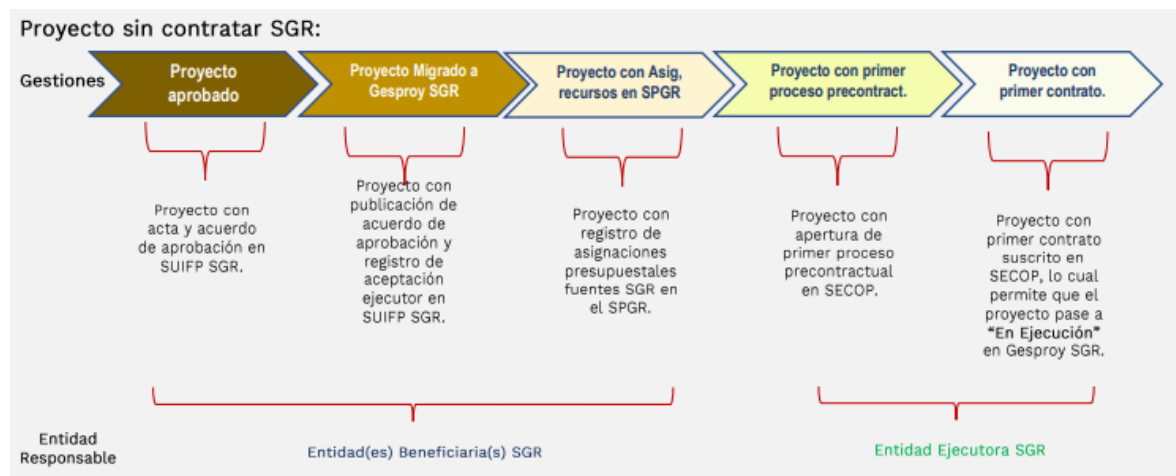 Proyecto sin contratar SGR:
Gestiones
Proyecto
aprobado
Proyecto Migrado a
Gesproy SGR
Proyecto con Asig,
recursos en SPGR
Proyecto con primer
proceso precontract.
Proyecto con
primer contrato.
Proyecto con
acta y acuerdo
de aprobación en
SUIFP SGR.
Proyecto con
publicación de
acuerdo de
aprobación y
registro de
aceptación
ejecutor en
SUIFP SGR.
Proyecto con
registro de
asignaciones
presupuestales
fuentes SGR en
el SPGR.
Proyecto con
apertura de
primer proceso
precontractual
en SECOP.
Proyecto con
primer contrato
suscrito en
SECOP, lo cual
permite que el
proyecto pase a
“En Ejecución”
en Gesproy SGR.
Entidad
Responsable
Entidad(es) Beneficiaria(s) SGR
Entidad Ejecutora SGR